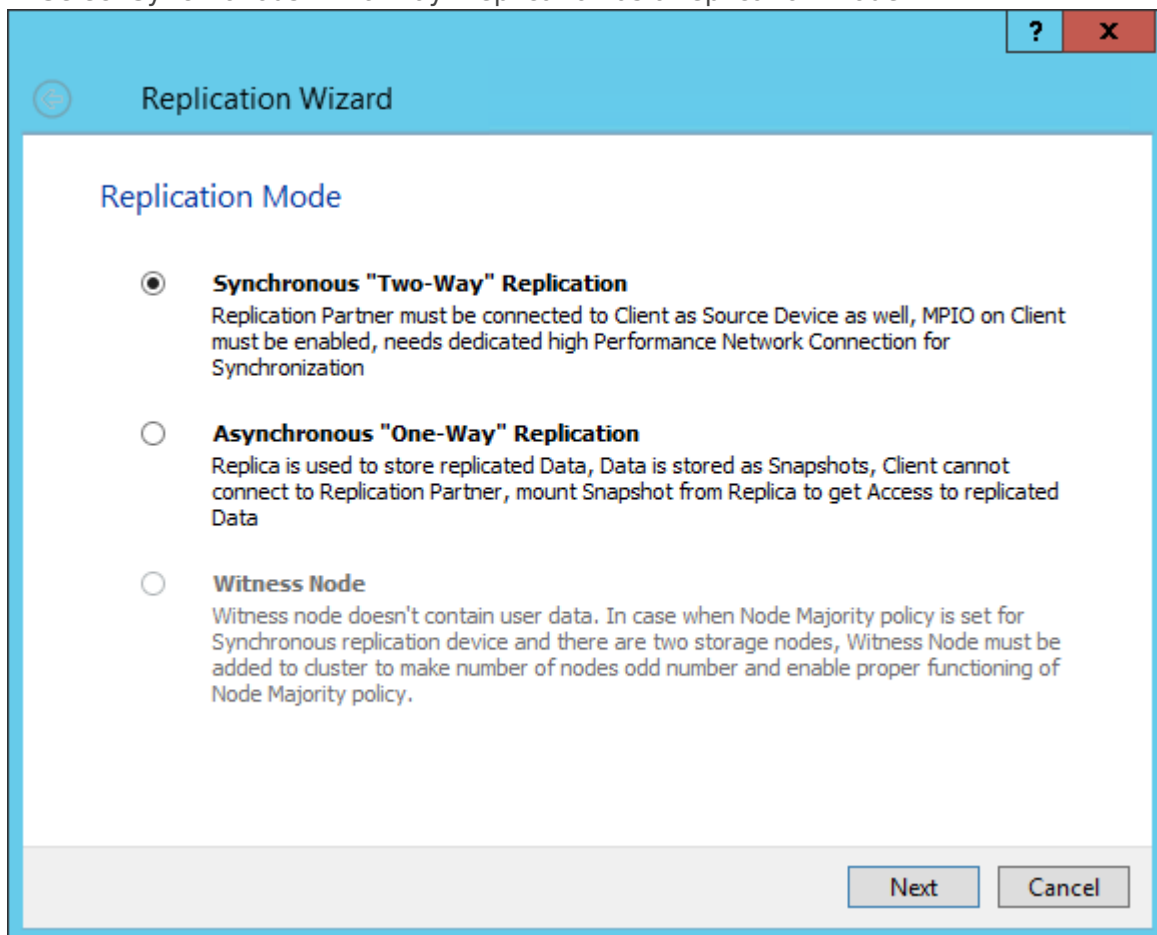 ? x
Replication Wizard
Replication Mode
Synchronous "Two-Way" Replication
Replication Partner must be connected to Client as Source Device as well, MPIO on Client
must be enabled, needs dedicated high Performance Network Connection for
Synchronization
Asynchronous "One-Way" Replication
Replica is used to store replicated Data, Data is stored as Snapshots, Client cannot
connect to Replication Partner, mount Snapshot from Replica to get Access to replicated
Data
Witness Node
Witness node doesn't contain user data. In case when Node Majority policy is set for
Synchronous replication device and there are two storage nodes, Witness Node must be
added to cluster to make number of nodes odd number and enable proper functioning of
Node Majority policy.
Next Cancel